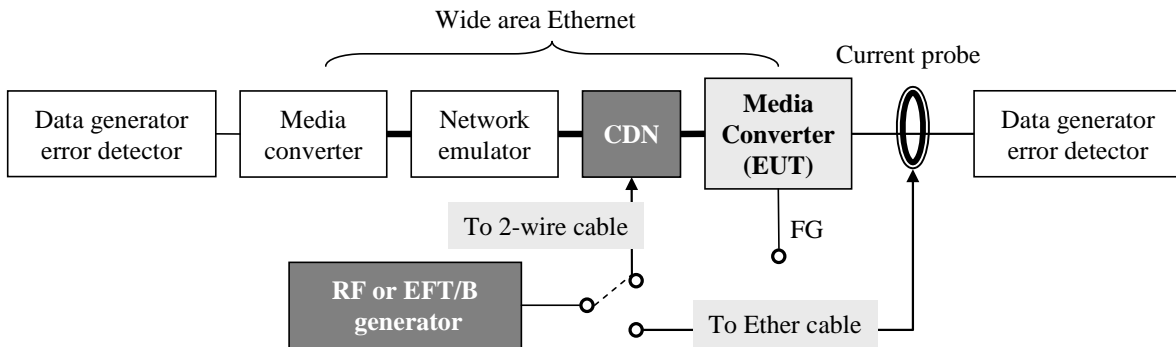 Wide area Ethernet
Current probe
Data generator
error detector
Media
converter
Network
emulator
CDN
Media
Converter
(EUT)
Data generator
error detector
To 2-wire cable
FG
RF or EFT/B
generator
To Ether cable